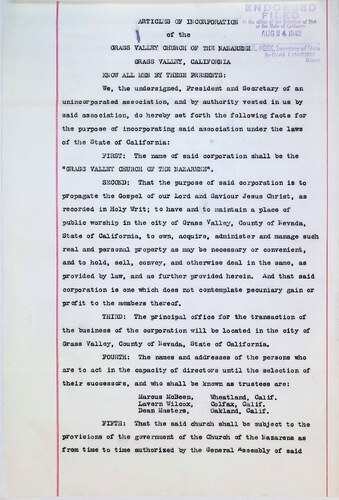 ARTICLES OF INCORPORATION
of the
GRASS VALLEY CHURCH OF THE NAZARENE
GRASS VALLEY, CALIFORNIA
ENDORSED
FILED
AUG 24 1942
KNOW ALL MEN BY THESE PRESENTS:
We, the undersigned, President and Secretary of an
unincorporated association, and by authority vested in us by
said association, do hereby set forth the following facts for
the purpose of incorporating said association under the laws
of the State of California:
FIRST: The name of said corporation shall be the
"GRASS VALLEY CHURCH OF THE NAZARENE".
SECOND: That the purpose of said corporation is to
propagate the Gospel of our Lord and Saviour Jesus Christ, as
recorded in Holy Writ; to have and to maintain a place of
public worship in the city of Grass Valley, County of Nevada,
State of California, to own, acquire, administer and manage such
real and personal property as may be necessary or convenient,
and to hold, sell, convey, and otherwise deal in the same, as
provided by law, and as further provided herein. And that said
corporation is one which does not contemplate pecuniary gain or
profit to the members thereof.
THIRD: The principal office for the transaction of
the business of the corporation will be located in the city of
Grass Valley, County of Nevada, State of California.
FOURTH: The names and addresses of the persons who
are to act in the capacity of directors until the selection of
their successors, and who shall be known as trustees are:
Marcus McBeen, Wheatland, Calif.
Lavern Wilcox, Colfax, Calif.
Dean Masters, Oakland, Calif.
FIFTH: That the said church shall be subject to the
provisions of the government of the Church of the Nazarene as
from time to time authorized by the General Assembly of said